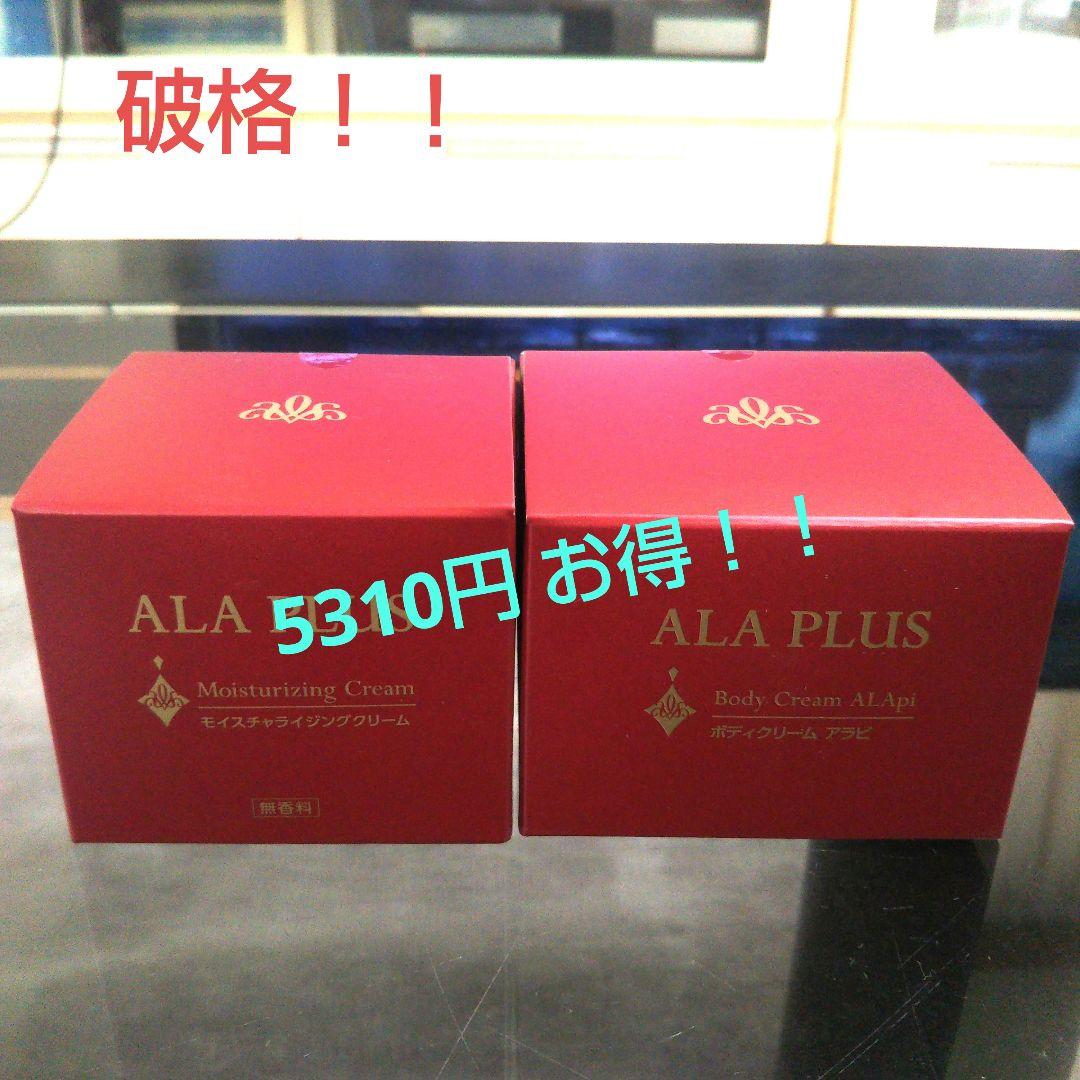 破格！！
5310円 お得！！
ALA PLUS
Moisturizing Cream
モイスチャライジングクリーム
無香料
ALA PLUS
Body Cream ALApi
ボディクリーム アラピ